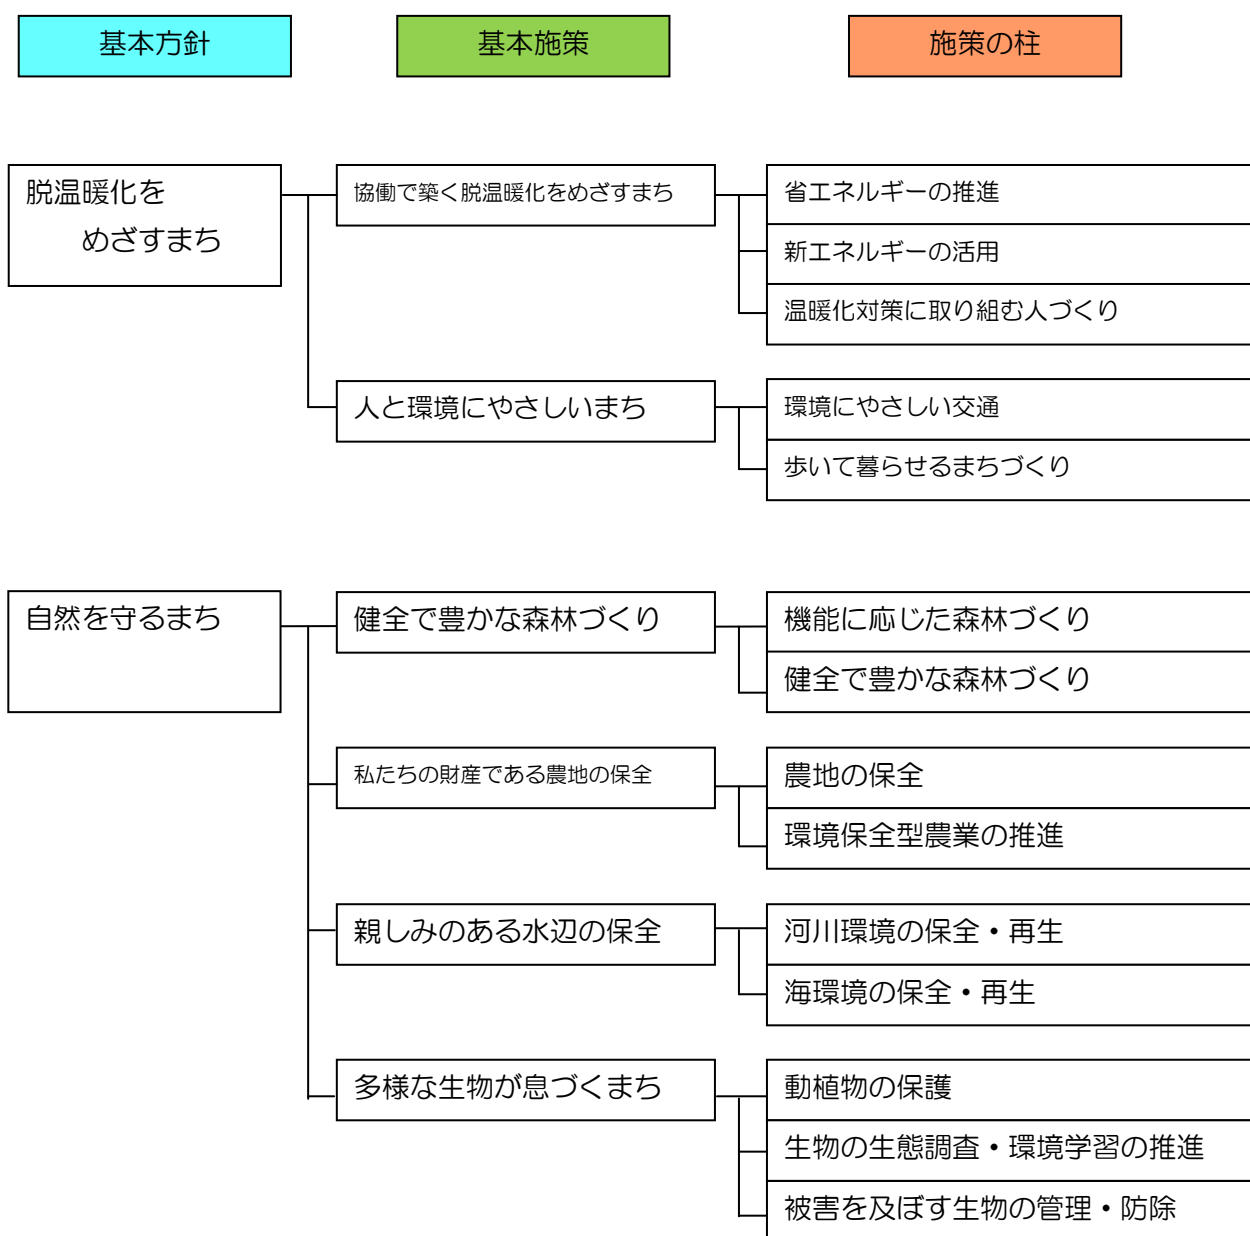 基本方針
基本施策
施策の柱
脱温暖化を
めざすまち
協働で築く脱温暖化をめざすまち
省エネルギーの推進
新エネルギーの活用
温暖化対策に取り組む人づくり
人と環境にやさしいまち
環境にやさしい交通
歩いて暮らせるまちづくり
自然を守るまち
健全で豊かな森林づくり
機能に応じた森林づくり
健全で豊かな森林づくり
私たちの財産である農地の保全
農地の保全
環境保全型農業の推進
親しみのある水辺の保全
河川環境の保全・再生
海環境の保全・再生
多様な生物が息づくまち
動植物の保護
生物の生態調査・環境学習の推進
被害を及ぼす生物の管理・防除